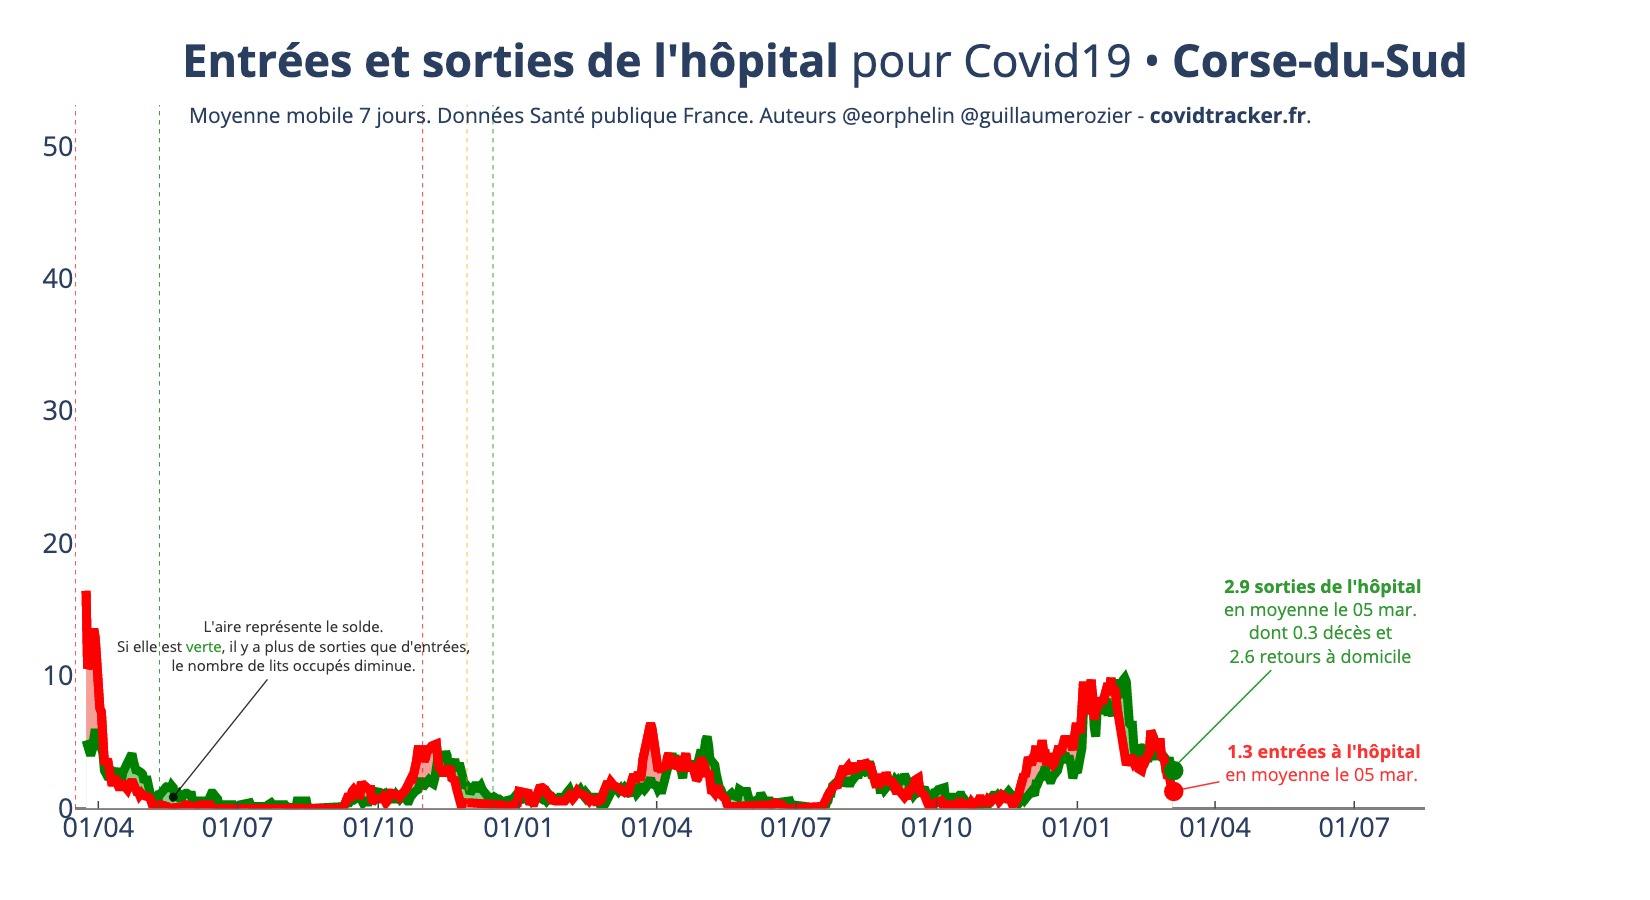 Entrées et sorties de l'hôpital pour Covid19 • Corse-du-Sud
Moyenne mobile 7 jours. Données Santé publique France. Auteurs @eorphelin @guillaumerozier - covidtracker.fr.
50
40
30
20
10
0
L'aire représente le solde.
Si elle est verte, il y a plus de sorties que d'entrées,
le nombre de lits occupés diminue.
2.9 sorties de l'hôpital
en moyenne le 05 mar.
dont 0.3 décès et
2.6 retours à domicile
1.3 entrées à l'hôpital
en moyenne le 05 mar.
01/04 01/07 01/10 01/01 01/04 01/07 01/10 01/01 01/04 01/07